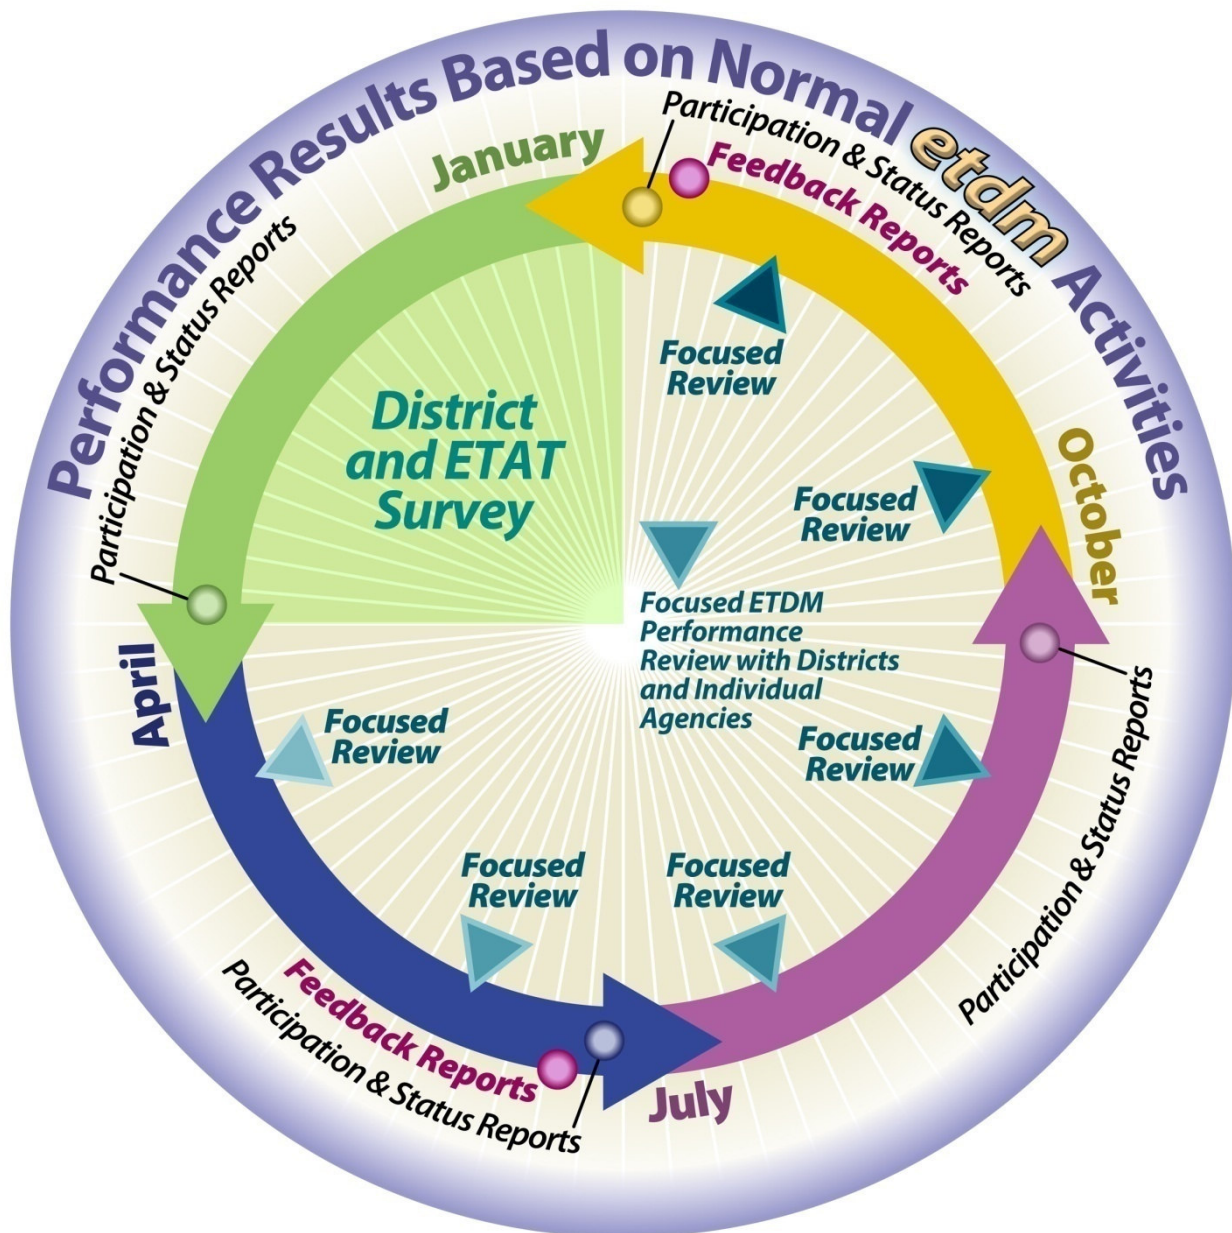 Performance Results Based on Normal etdm Activities
January
Participation & Status Reports
Feedback Reports
Participation & Status Reports
District
and ETAT
Survey
Focused
Review
October
Focused
Review
Focused ETDM
Performance
Review with Districts
and Individual
Agencies
April
Focused
Review
Focused
Review
Participation & Status Reports
Focused
Review
Focused
Review
Feedback Reports
Participation & Status Reports
July